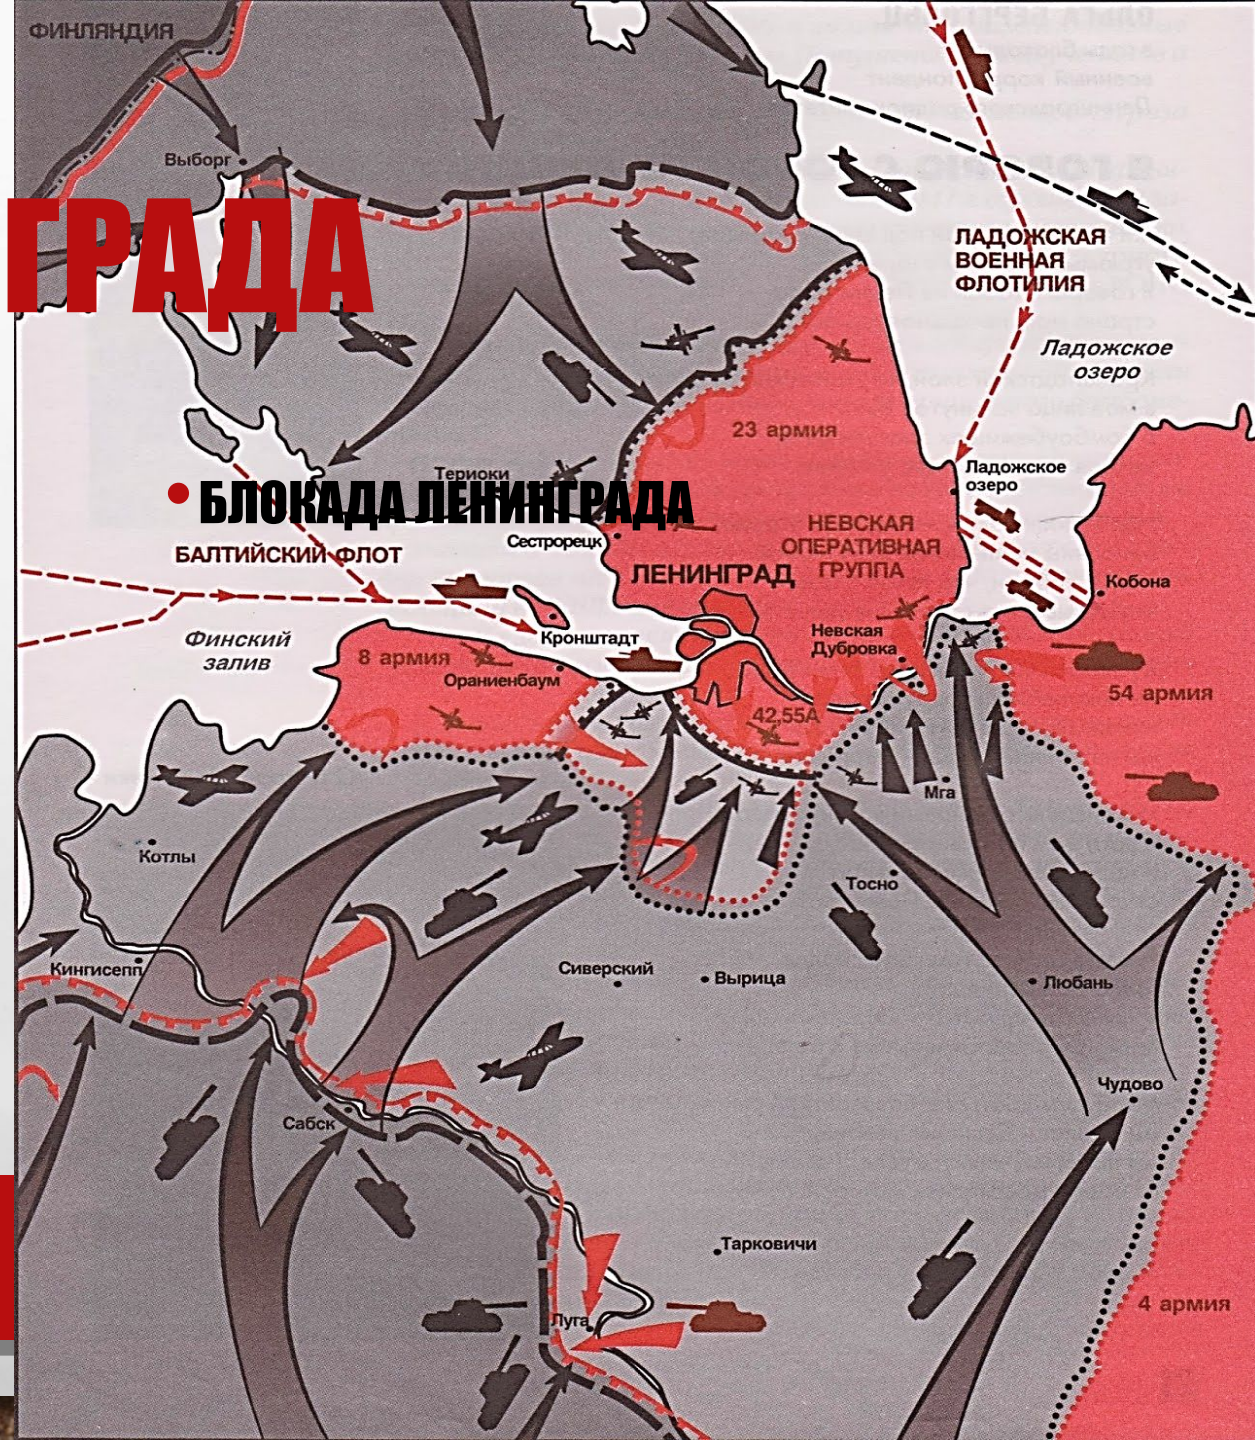 ФИНЛЯНДИЯ
Выборг
ГРАДА
ЛАДОЖСКАЯ
ВОЕННАЯ
ФЛОТИЛИЯ
Ладожское
озеро
23 армия
Териоки
Ладожское
озеро
• БЛОКАДА ЛЕНИНГРАДА
НЕВСКАЯ
ОПЕРАТИВНАЯ
ГРУППА
Сестрорецк
БАЛТИЙСКИЙ ФЛОТ
ЛЕНИНГРАД
Кобона
Финский
залив
Кронштадт
Невская
Дубровка
8 армия
Ораниенбаум
54 армия
42,55А
Мга
Котлы
Тосно
Кингисепп
Сиверский
Вырица
Любань
Чудово
Сабск
Тарковичи
4 армия
Луга